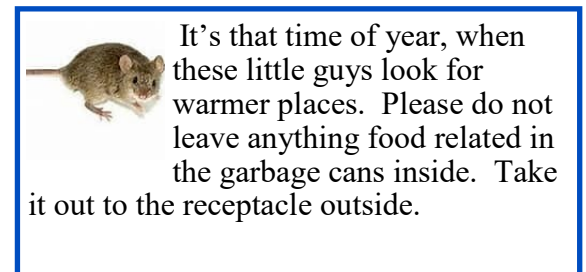 It’s that time of year, when
these little guys look for
warmer places.  Please do not
leave anything food related in
the garbage cans inside.  Take
it out to the receptacle outside.